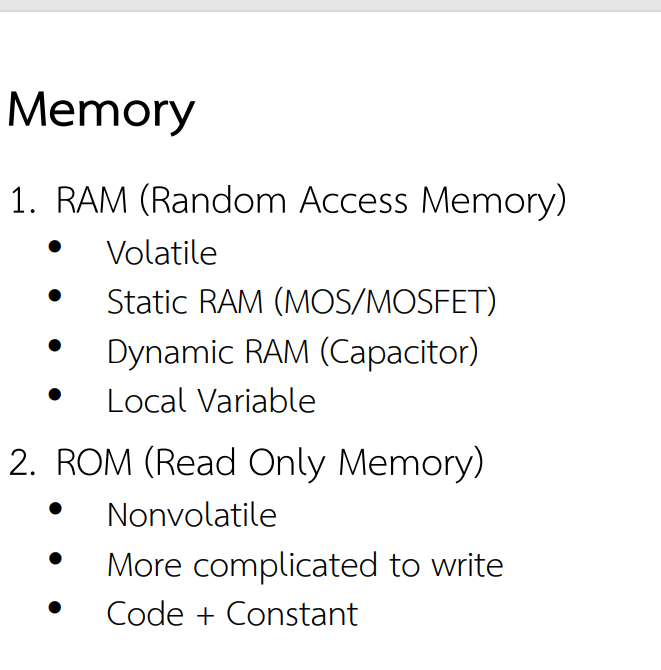 Memory
1. RAM (Random Access Memory)
• Volatile
• Static RAM (MOS/MOSFET)
• Dynamic RAM (Capacitor)
• Local Variable
2. ROM (Read Only Memory)
• Nonvolatile
• More complicated to write
• Code + Constant